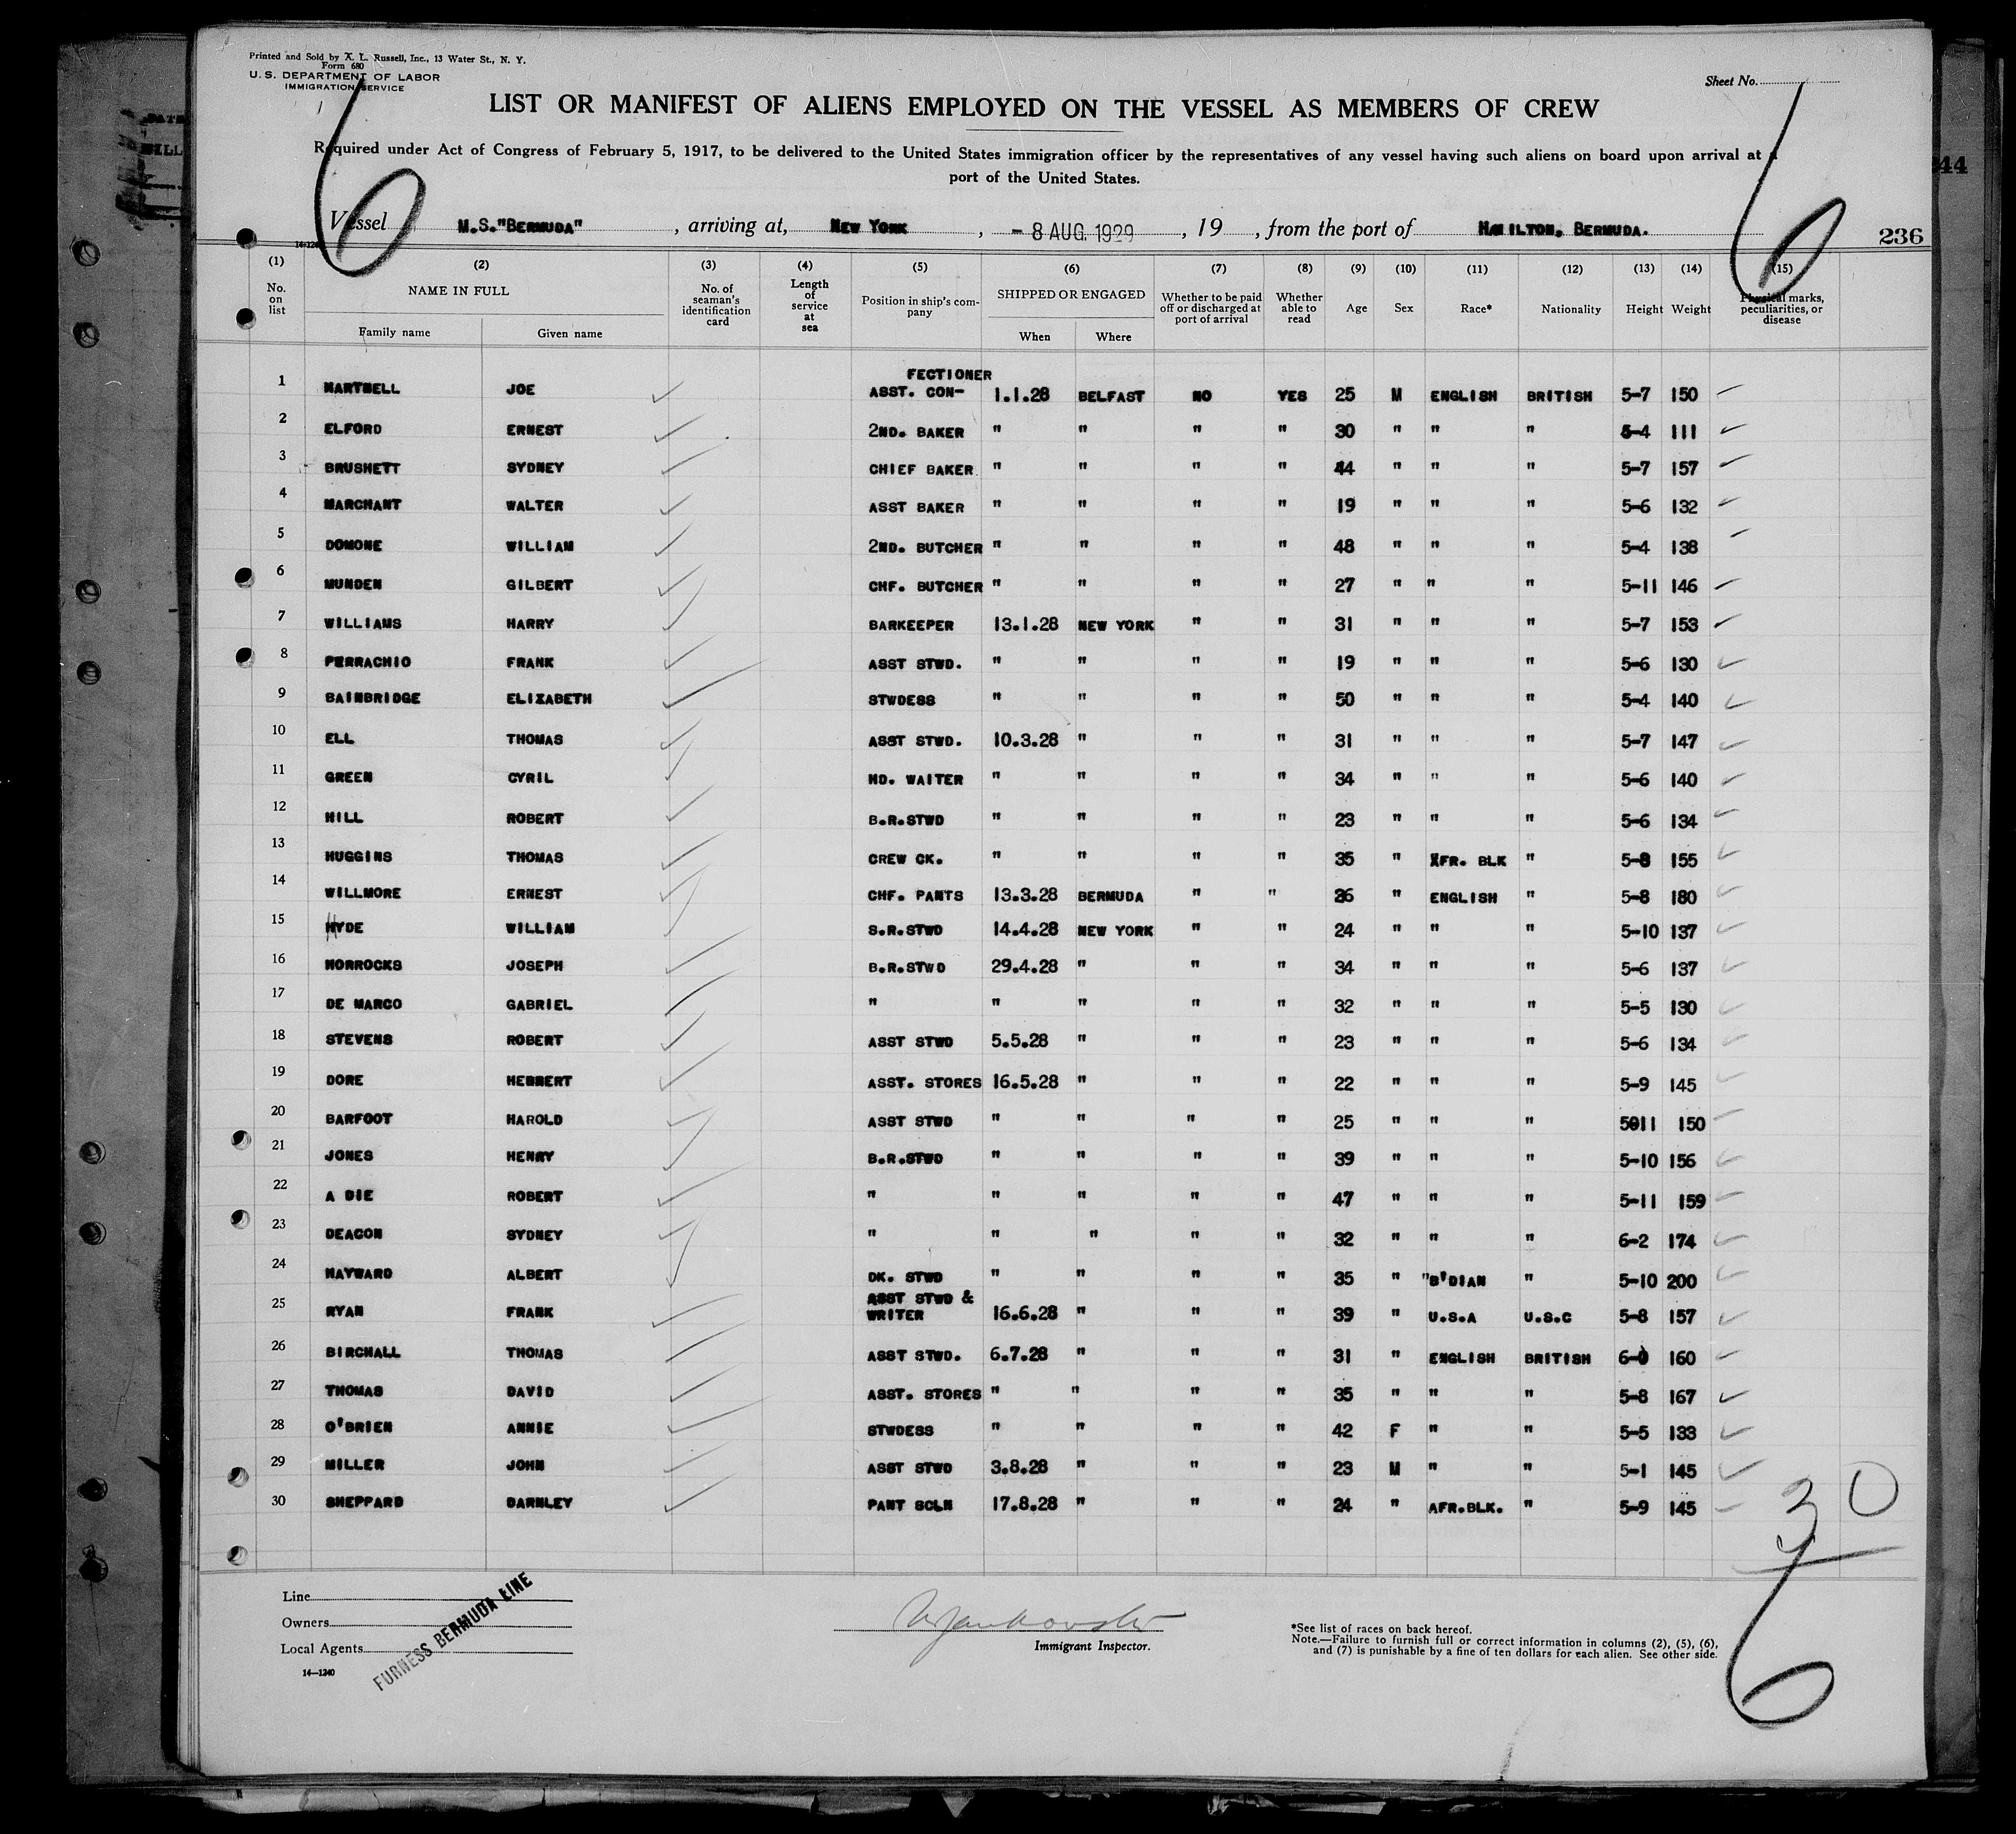 Printed and Sold by A. L. Russell, Inc., 13 Water St., N. Y.
Form 680
U. S. DEPARTMENT OF LABOR
IMMIGRATION SERVICE
Sheet No.
LIST OR MANIFEST OF ALIENS EMPLOYED ON THE VESSEL AS MEMBERS OF CREW
Required under Act of Congress of February 5, 1917, to be delivered to the United States immigration officer by the representatives of any vessel having such aliens on board upon arrival at a
port of the United States.
6 6
44
Vessel M.S."BERMUDA" , arriving at, NEW YORK , - 8 AUG. 1929 , 19 , from the port of HAMILTON, BERMUDA.
14-1240
236
(1) (2) (3) (4) (5) (6) (7) (8) (9) (10) (11) (12) (13) (14) (15)
No. on list NAME IN FULL Family name Given name No. of seaman's identification card Length of service at sea Position in ship's company SHIPPED OR ENGAGED When Where Whether to be paid off or discharged at port of arrival Whether able to read Age Sex Race* Nationality Height Weight Physical marks, peculiarities, or disease
FECTIONER
1 HARTNELL JOE ASST. CON- 1.1.28 BELFAST NO YES 25 M ENGLISH BRITISH 5-7 150
2 ELFORD ERNEST 2ND. BAKER " " " " 30 " " " 5-4 111
3 BRUSHETT SYDNEY CHIEF BAKER " " " " 44 " " " 5-7 157
4 MARCHANT WALTER ASST BAKER " " " " 19 " " " 5-6 132
5 DOMONE WILLIAM 2ND. BUTCHER " " " " 48 " " " 5-4 138
6 MUNDEN GILBERT CHF. BUTCHER " " " " 27 " " " 5-11 146
7 WILLIAMS HARRY BARKEEPER 13.1.28 NEW YORK " " 31 " " " 5-7 153
8 PERRACHIO FRANK ASST STWD. " " " " 19 " " " 5-6 130
9 BAINBRIDGE ELIZABETH STWDESS " " " " 50 " " " 5-4 140
10 ELL THOMAS ASST STWD. 10.3.28 " " " 31 " " " 5-7 147
11 GREEN CYRIL HD. WAITER " " " " 34 " " " 5-6 140
12 HILL ROBERT B.R.STWD " " " " 23 " " " 5-6 134
13 HUGGINS THOMAS CREW CK. " " " " 35 " AFR. BLK " 5-8 155
14 WILLMORE ERNEST CHF. PANTS 13.3.28 BERMUDA " " 26 " ENGLISH " 5-8 180
15 HYDE WILLIAM S.R.STWD 14.4.28 NEW YORK " " 24 " " " 5-10 137
16 HORROCKS JOSEPH B.R.STWD 29.4.28 " " " 34 " " " 5-6 137
17 DE MARCO GABRIEL " " " " " 32 " " " 5-5 130
18 STEVENS ROBERT ASST STWD 5.5.28 " " " 23 " " " 5-6 134
19 DORE HERBERT ASST. STORES 16.5.28 " " " 22 " " " 5-9 145
20 BARFOOT HAROLD ASST STWD " " " " 25 " " " 5011 150
21 JONES HENRY B.R.STWD " " " " 39 " " " 5-10 156
22 A DIE ROBERT " " " " " 47 " " " 5-11 159
23 DEACON SYDNEY " " " " " 32 " " " 6-2 174
24 HAYWARD ALBERT DK. STWD " " " " 35 " "B'DIAN " 5-10 200
25 RYAN FRANK ASST STWD & WRITER 16.6.28 " " " 39 " U.S.A U.S.C 5-8 157
26 BIRCHALL THOMAS ASST STWD. 6.7.28 " " " 31 " ENGLISH BRITISH 6-0 160
27 THOMAS DAVID ASST. STORES " " " " 35 " " " 5-8 167
28 O'BRIEN ANNIE STWDESS " " " " 42 F " " 5-5 133
29 MILLER JOHN ASST STWD 3.8.28 " " " 23 M " " 5-1 145
30 SHEPPARD DARNLEY PANT SCLN 17.8.28 " " " 24 " AFR.BLK. " 5-9 145
30
6
Line
Owners
Local Agents
FURNESS BERMUDA LINE
14-1240
Immigrant Inspector.
*See list of races on back hereof.
Note.—Failure to furnish full or correct information in columns (2), (5), (6),
and (7) is punishable by a fine of ten dollars for each alien. See other side.